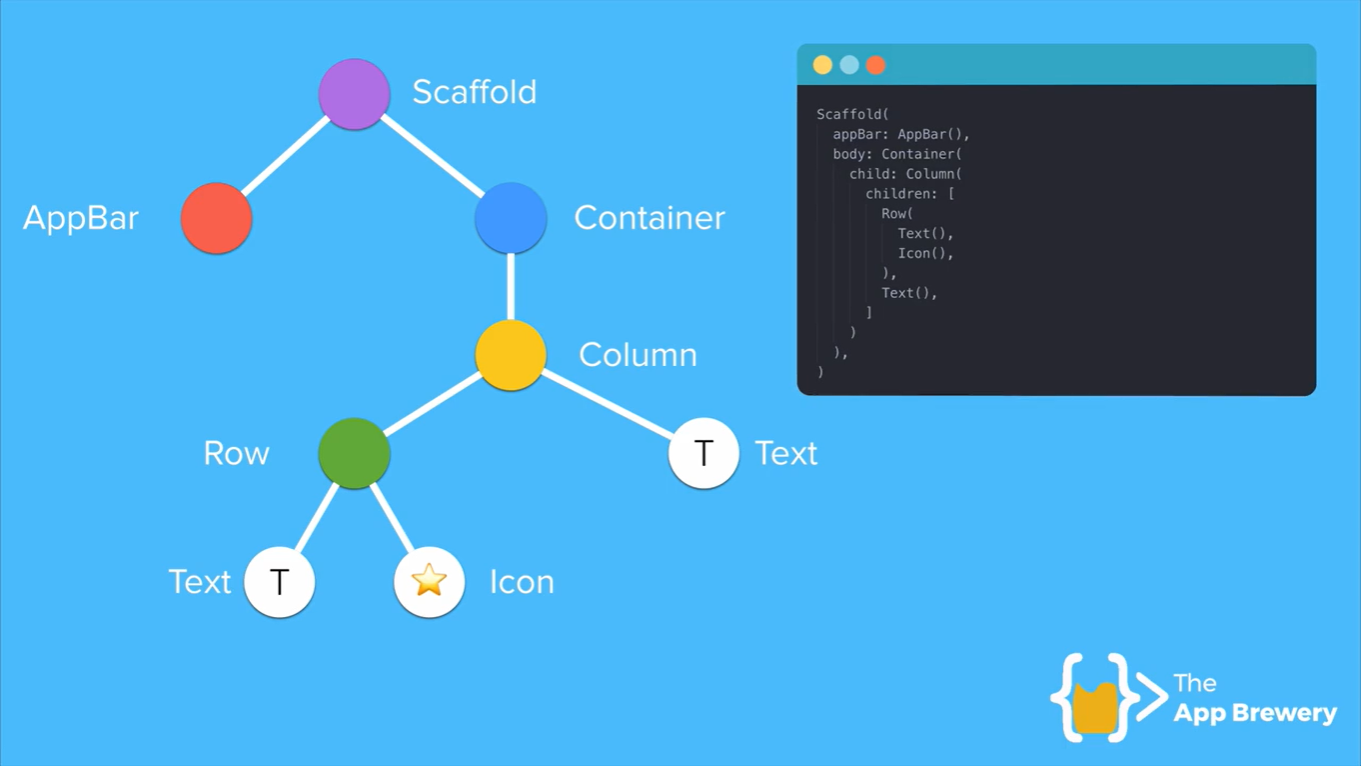 Scaffold
AppBar
Container
Column
Row
T
Text
Text
T
Icon
Scaffold(
  appBar: AppBar(),
  body: Container(
    child: Column(
      children: [
        Row(
          Text(),
          Icon(),
        ),
        Text(),
      ]
    )
  ),
)
{ }>
The
App Brewery